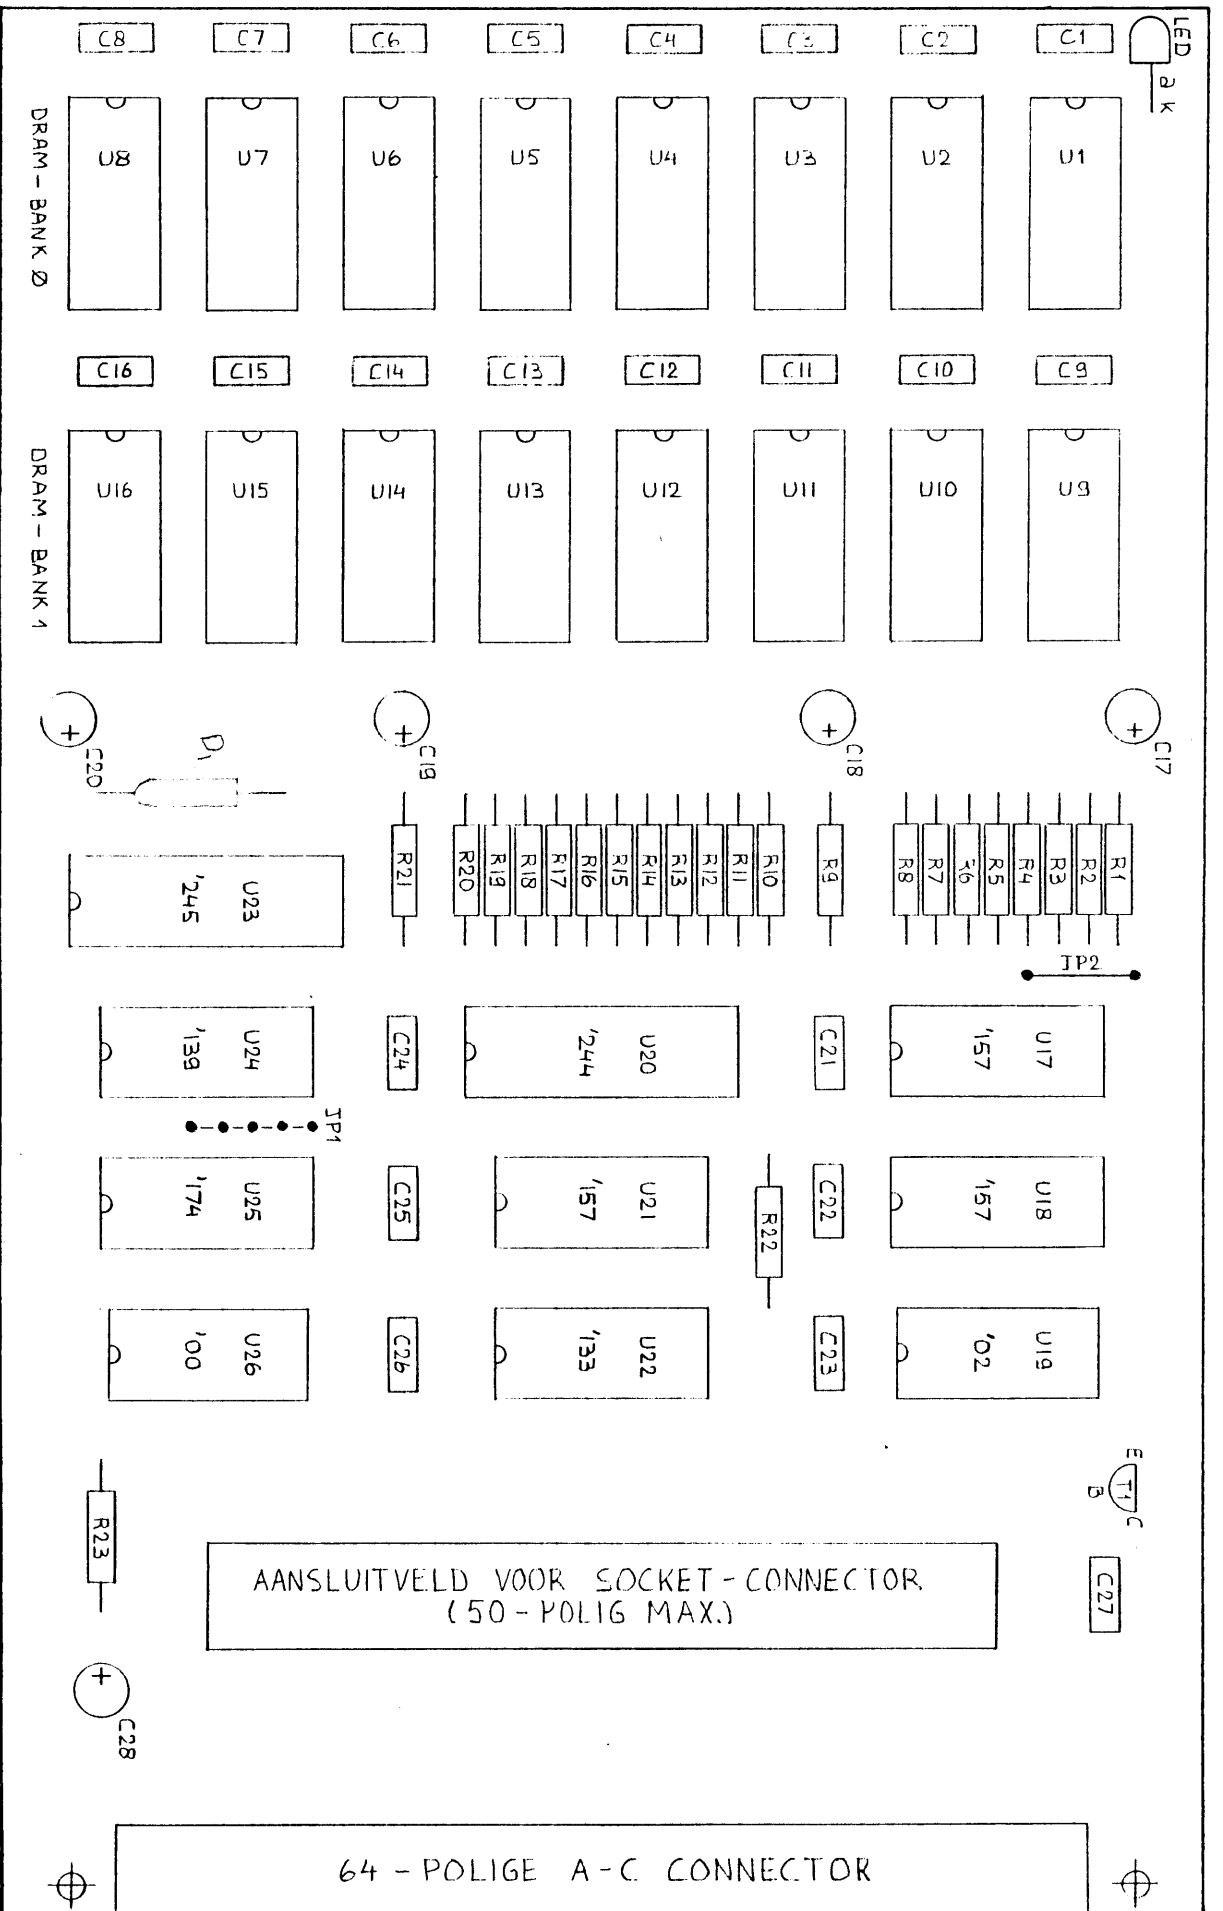 LED
a k
C8 C7 C6 C5 C4 C3 C2 C1
DRAM - BANK Ø
U8 U7 U6 U5 U4 U3 U2 U1
C16 C15 C14 C13 C12 C11 C10 C9
DRAM - BANK 1
U16 U15 U14 U13 U12 U11 U10 U9
+ C20
+ C19
+ C18
+ C17
D1
R21
R20 R19 R18 R17 R16 R15 R14 R13 R12 R11 R10
R9
R8 R7 R6 R5 R4 R3 R2 R1
U23
'245
JP2
U24
'139
C24
U20
'244
C21
U17
'157
JP1
U25
'174
C25
U21
'157
R22
C22
U18
'157
U26
'00
C26
U22
'133
C23
U19
'02
E
B
T1
C
R23
C27
AANSLUITVELD VOOR SOCKET - CONNECTOR
(50 - POLIG MAX.)
+ C28
64 - POLIGE A - C CONNECTOR